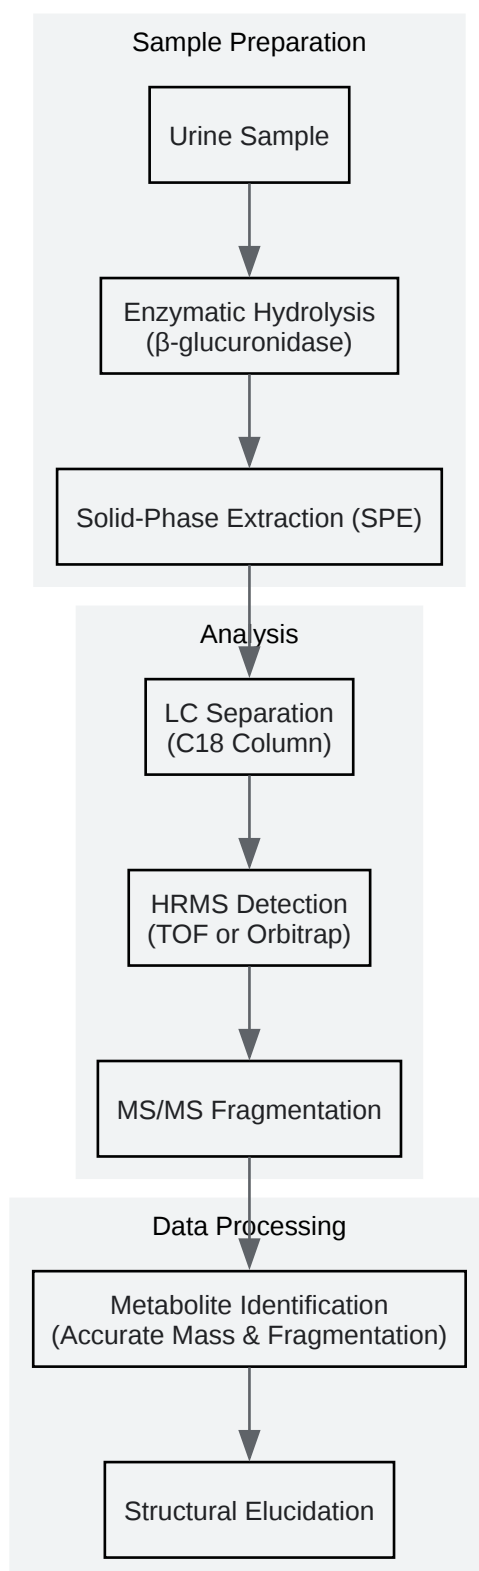 Sample Preparation
Urine Sample
Enzymatic Hydrolysis
(β-glucuronidase)
Solid-Phase Extraction (SPE)
Analysis
LC Separation
(C18 Column)
HRMS Detection
(TOF or Orbitrap)
MS/MS Fragmentation
Data Processing
Metabolite Identification
(Accurate Mass & Fragmentation)
Structural Elucidation